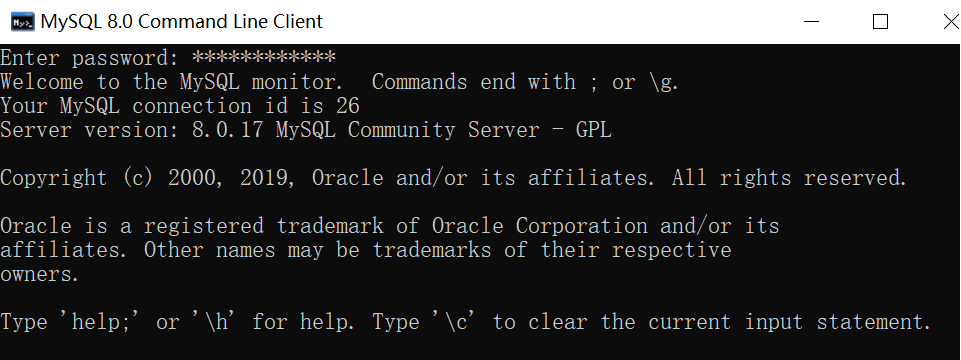 MySQL 8.0 Command Line Client
Enter password: ************
Welcome to the MySQL monitor.  Commands end with ; or \g.
Your MySQL connection id is 26
Server version: 8.0.17 MySQL Community Server - GPL
Copyright (c) 2000, 2019, Oracle and/or its affiliates. All rights reserved.
Oracle is a registered trademark of Oracle Corporation and/or its
affiliates. Other names may be trademarks of their respective
owners.
Type 'help;' or '\h' for help. Type '\c' to clear the current input statement.